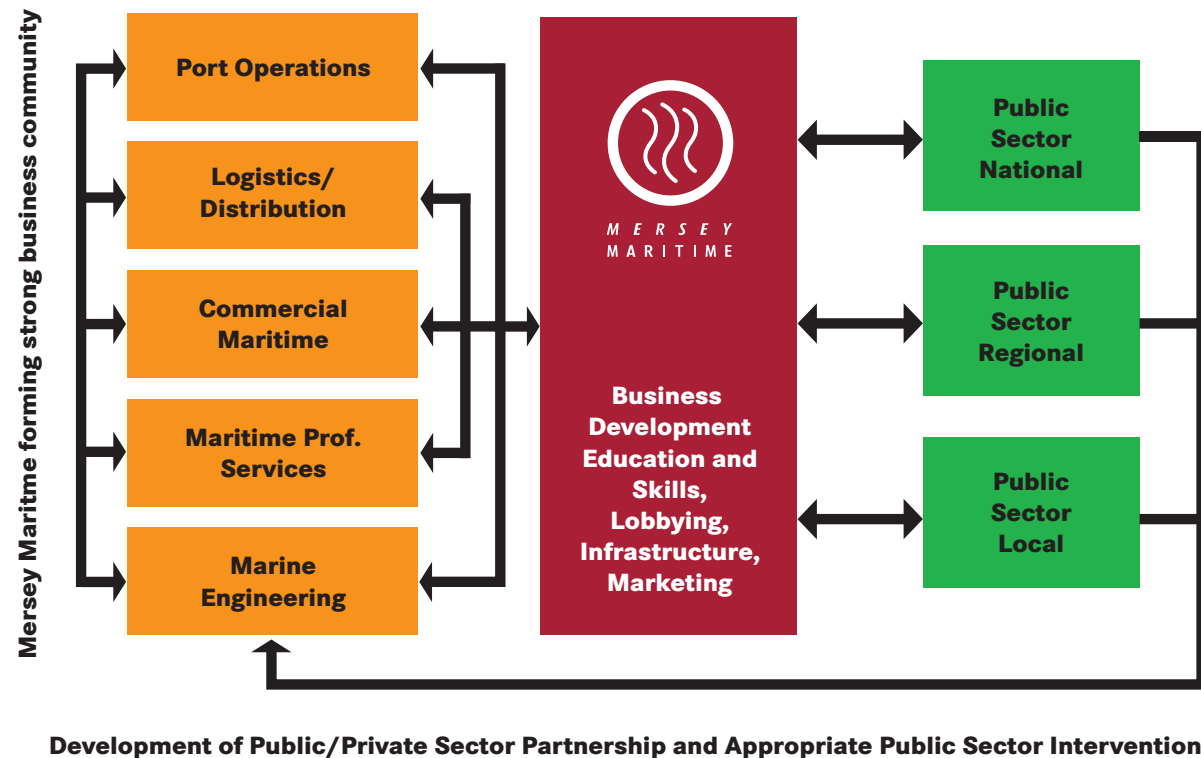 Mersey Maritme forming strong business community
Port Operations
Logistics/
Distribution
Commercial
Maritime
Maritime Prof.
Services
Marine
Engineering
MERSEY
MARITIME
Business
Development
Education and
Skills,
Lobbying,
Infrastructure,
Marketing
Public
Sector
National
Public
Sector
Regional
Public
Sector
Local
Development of Public/Private Sector Partnership and Appropriate Public Sector Intervention